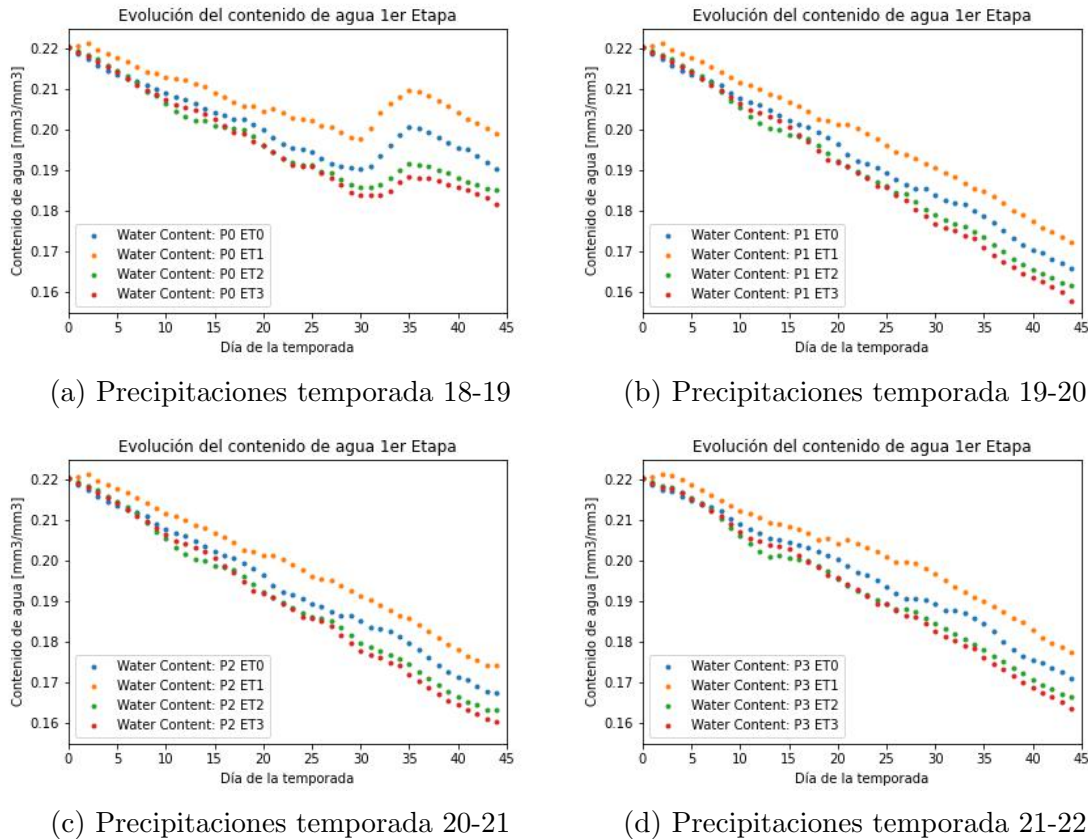 Evolución del contenido de agua 1er Etapa
Contenido de agua [mm3/mm3]
0.22
0.21
0.20
0.19
0.18
0.17
0.16
Water Content: P0 ET0
Water Content: P0 ET1
Water Content: P0 ET2
Water Content: P0 ET3
0 5 10 15 20 25 30 35 40 45
Día de la temporada
(a) Precipitaciones temporada 18-19
Evolución del contenido de agua 1er Etapa
Contenido de agua [mm3/mm3]
0.22
0.21
0.20
0.19
0.18
0.17
0.16
Water Content: P1 ET0
Water Content: P1 ET1
Water Content: P1 ET2
Water Content: P1 ET3
0 5 10 15 20 25 30 35 40 45
Día de la temporada
(b) Precipitaciones temporada 19-20
Evolución del contenido de agua 1er Etapa
Contenido de agua [mm3/mm3]
0.22
0.21
0.20
0.19
0.18
0.17
0.16
Water Content: P2 ET0
Water Content: P2 ET1
Water Content: P2 ET2
Water Content: P2 ET3
0 5 10 15 20 25 30 35 40 45
Día de la temporada
(c) Precipitaciones temporada 20-21
Evolución del contenido de agua 1er Etapa
Contenido de agua [mm3/mm3]
0.22
0.21
0.20
0.19
0.18
0.17
0.16
Water Content: P3 ET0
Water Content: P3 ET1
Water Content: P3 ET2
Water Content: P3 ET3
0 5 10 15 20 25 30 35 40 45
Día de la temporada
(d) Precipitaciones temporada 21-22